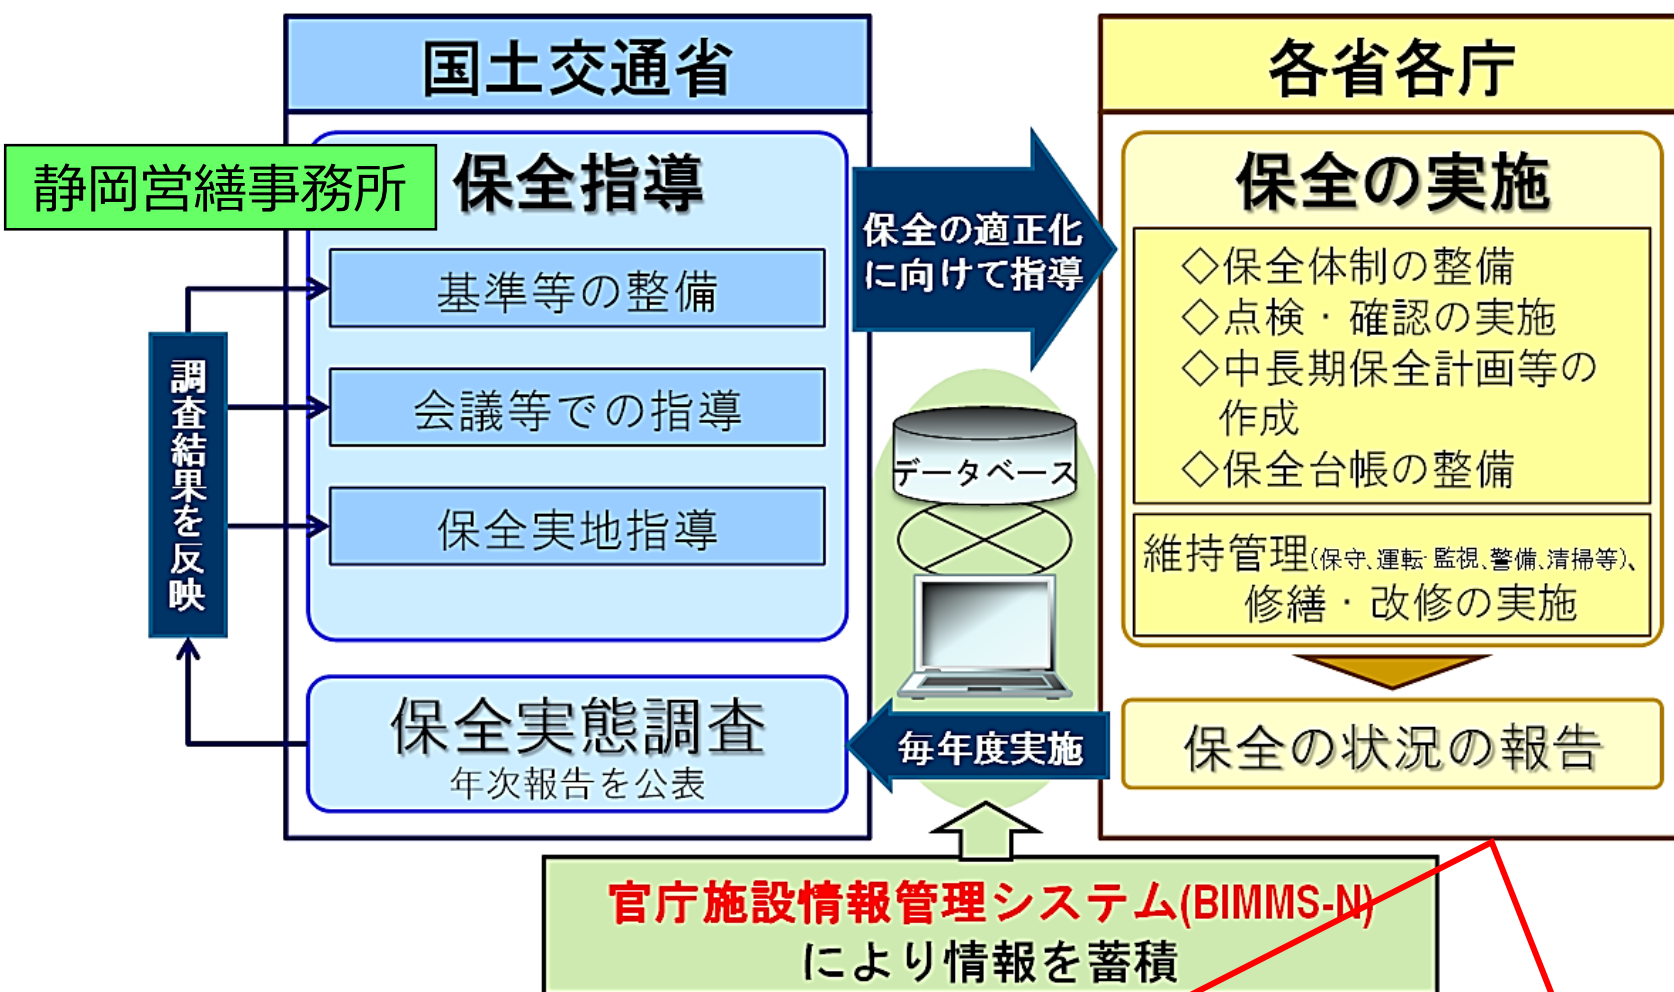 国土交通省
静岡営繕事務所
保全指導
基準等の整備
会議等での指導
保全実地指導
調査結果を反映
保全実態調査
年次報告を公表
保全の適正化
に向けて指導
データベース
毎年度実施
各省各庁
保全の実施
◇保全体制の整備
◇点検・確認の実施
◇中長期保全計画等の
作成
◇保全台帳の整備
維持管理(保守、運転・監視、警備、清掃等)、
修繕・改修の実施
保全の状況の報告
官庁施設情報管理システム(BIMMS-N)
により情報を蓄積